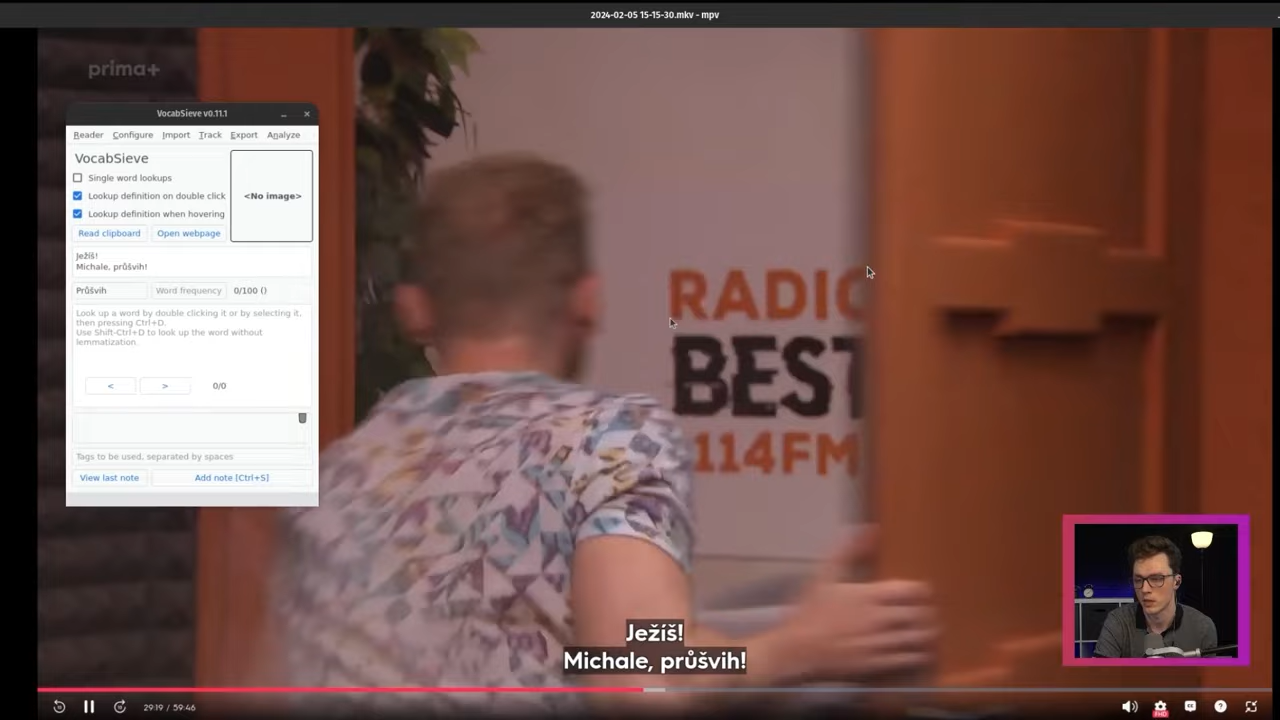 2024-02-05 15-15-30.mkv - mpv
prima+
VocabSieve v0.11.1
Reader Configure Import Track Export Analyze
VocabSieve
Single word lookups
Lookup definition on double click
Lookup definition when hovering
<No image>
Read clipboard Open webpage
Ježíš!
Michale, průšvih!
Průšvih Word frequency 0/100 ()
Look up a word by double clicking it or by selecting it,
then pressing Ctrl+D.
Use Shift-Ctrl+D to look up the word without
lemmatization.
< > 0/0
Tags to be used, separated by spaces
View last note Add note [Ctrl+S]
RADIO
BEST
114FM
Ježíš!
Michale, průšvih!
29:19 / 59:46
FHD